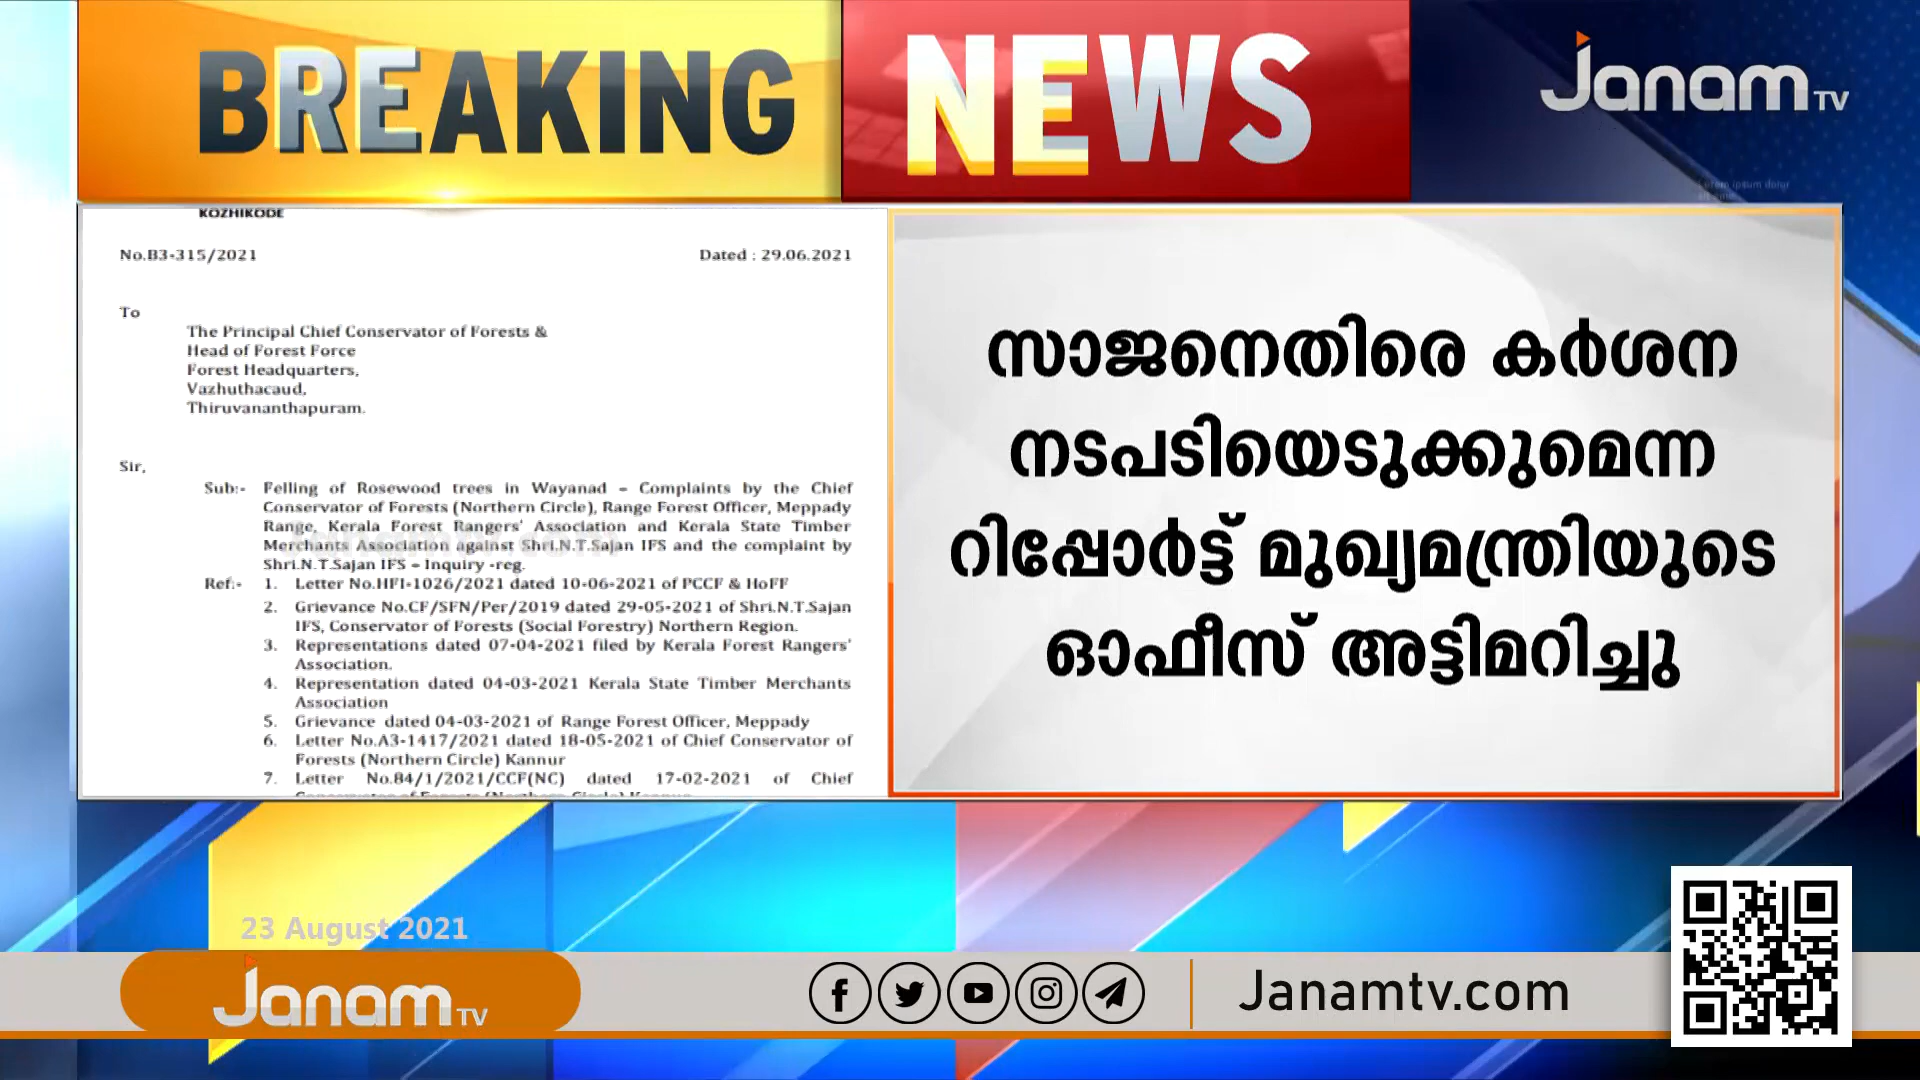 BREAKING NEWS
Janam TV
KOZHIKODE
No.B3-315/2021 Dated : 29.06.2021
To
The Principal Chief Conservator of Forests &
Head of Forest Force
Forest Headquarters,
Vazhuthacaud,
Thiruvananthapuram.
Sir,
Sub:- Felling of Rosewood trees in Wayanad – Complaints by the Chief
Conservator of Forests (Northern Circle), Range Forest Officer, Meppady
Range, Kerala Forest Rangers' Association and Kerala State Timber
Merchants Association against Shri.N.T.Sajan IFS and the complaint by
Shri.N.T.Sajan IFS – Inquiry -reg.
Ref:- 1. Letter No.HFI-1026/2021 dated 10-06-2021 of PCCF & HoFF
2. Grievance No.CF/SFN/Per/2019 dated 29-05-2021 of Shri.N.T.Sajan
IFS, Conservator of Forests (Social Forestry) Northern Region.
3. Representations dated 07-04-2021 filed by Kerala Forest Rangers'
Association.
4. Representation dated 04-03-2021 Kerala State Timber Merchants
Association
5. Grievance dated 04-03-2021 of Range Forest Officer, Meppady
6. Letter No.A3-1417/2021 dated 18-05-2021 of Chief Conservator of
Forests (Northern Circle) Kannur
7. Letter No.84/1/2021/CCF(NC) dated 17-02-2021 of Chief
Conservator of Forests (Northern Circle) Kannur
janamtv.com
സാജനെതിരെ കർശന
നടപടിയെടുക്കുമെന്ന
റിപ്പോർട്ട് മുഖ്യമന്ത്രിയുടെ
ഓഫീസ് അട്ടിമറിച്ചു
23 August 2021
Janam TV
Janamtv.com